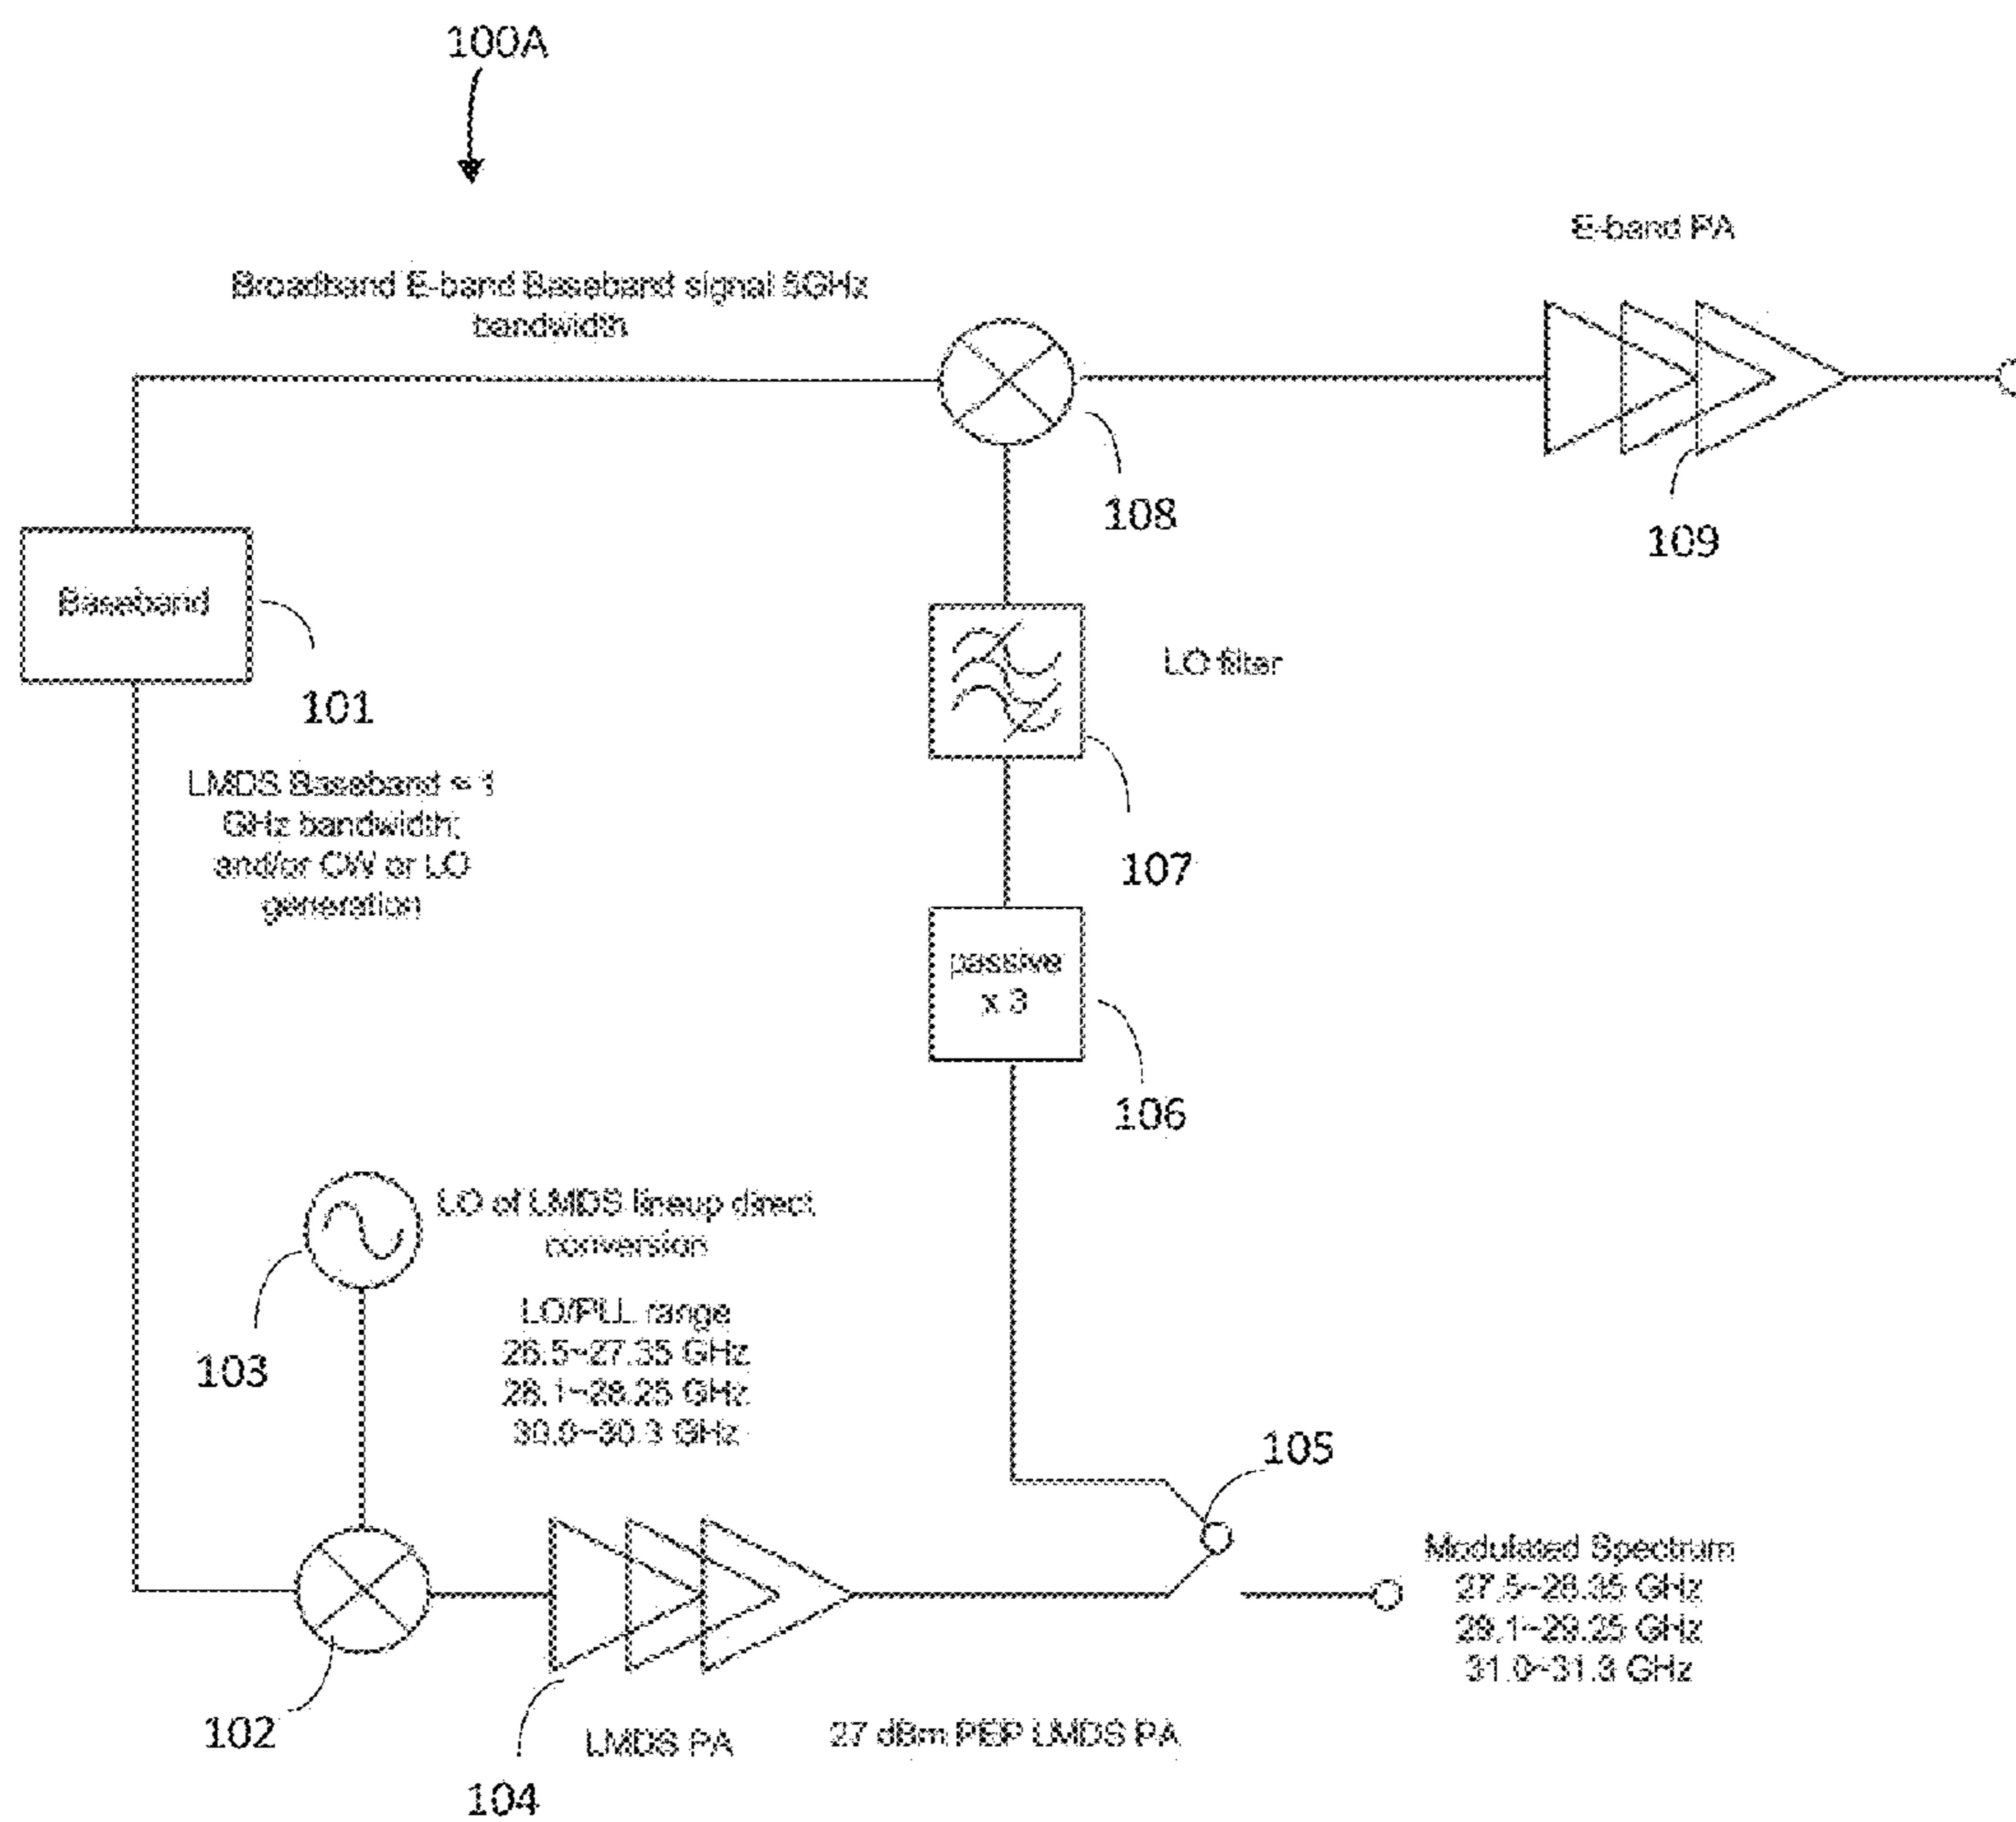 100A
E-band PA
Broadband E-band Baseband signal 5GHz
bandwidth
108
109
Baseband
101
LO filter
LMDS Baseband = 1
GHz bandwidth;
and/or CW or LO
generation
107
passive
x 3
106
LO of LMDS lineup direct
conversion
LO/PLL range
26.5~27.35 GHz
28.1~28.25 GHz
30.0~30.3 GHz
103
105
Modulated Spectrum
27.5~28.35 GHz
29.1~29.25 GHz
31.0~31.3 GHz
102
LMDS PA
27 dBm PEP LMDS PA
104